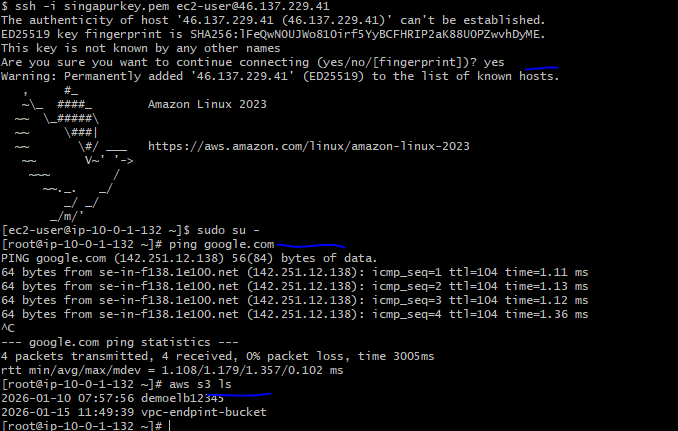 $ ssh -i singapurkey.pem ec2-user@46.137.229.41
The authenticity of host '46.137.229.41 (46.137.229.41)' can't be established.
ED25519 key fingerprint is SHA256:lFeQwNOUJWo81Oirf5YyBCFHRIP2aK88UOPZwvhDyME.
This key is not known by any other names
Are you sure you want to continue connecting (yes/no/[fingerprint])? yes
Warning: Permanently added '46.137.229.41' (ED25519) to the list of known hosts.
   ,     #_
   ~\_  ####_        Amazon Linux 2023
  ~~  \_#####\
  ~~     \###|
  ~~       \#/ ___   https://aws.amazon.com/linux/amazon-linux-2023
   ~~       V~' '->
    ~~~         /
      ~~._.   _/
         _/ _/
       _/m/'
[ec2-user@ip-10-0-1-132 ~]$ sudo su -
[root@ip-10-0-1-132 ~]# ping google.com
PING google.com (142.251.12.138) 56(84) bytes of data.
64 bytes from se-in-f138.1e100.net (142.251.12.138): icmp_seq=1 ttl=104 time=1.11 ms
64 bytes from se-in-f138.1e100.net (142.251.12.138): icmp_seq=2 ttl=104 time=1.13 ms
64 bytes from se-in-f138.1e100.net (142.251.12.138): icmp_seq=3 ttl=104 time=1.12 ms
64 bytes from se-in-f138.1e100.net (142.251.12.138): icmp_seq=4 ttl=104 time=1.36 ms
^C
--- google.com ping statistics ---
4 packets transmitted, 4 received, 0% packet loss, time 3005ms
rtt min/avg/max/mdev = 1.108/1.179/1.357/0.102 ms
[root@ip-10-0-1-132 ~]# aws s3 ls
2026-01-10 07:57:56 demoelb12345
2026-01-15 11:49:39 vpc-endpint-bucket
[root@ip-10-0-1-132 ~]#